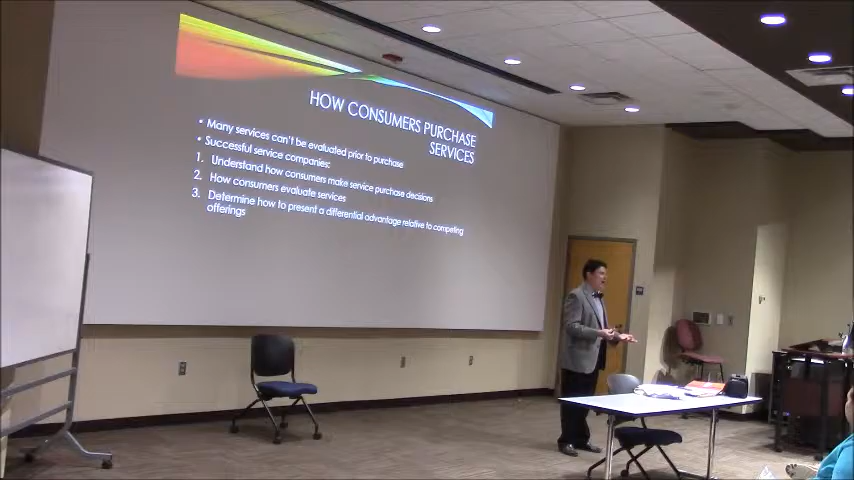 HOW CONSUMERS PURCHASE
SERVICES
• Many services can't be evaluated prior to purchase
• Successful service companies:
1. Understand how consumers make service purchase decisions
2. How consumers evaluate services
3. Determine how to present a differential advantage relative to competing
offerings